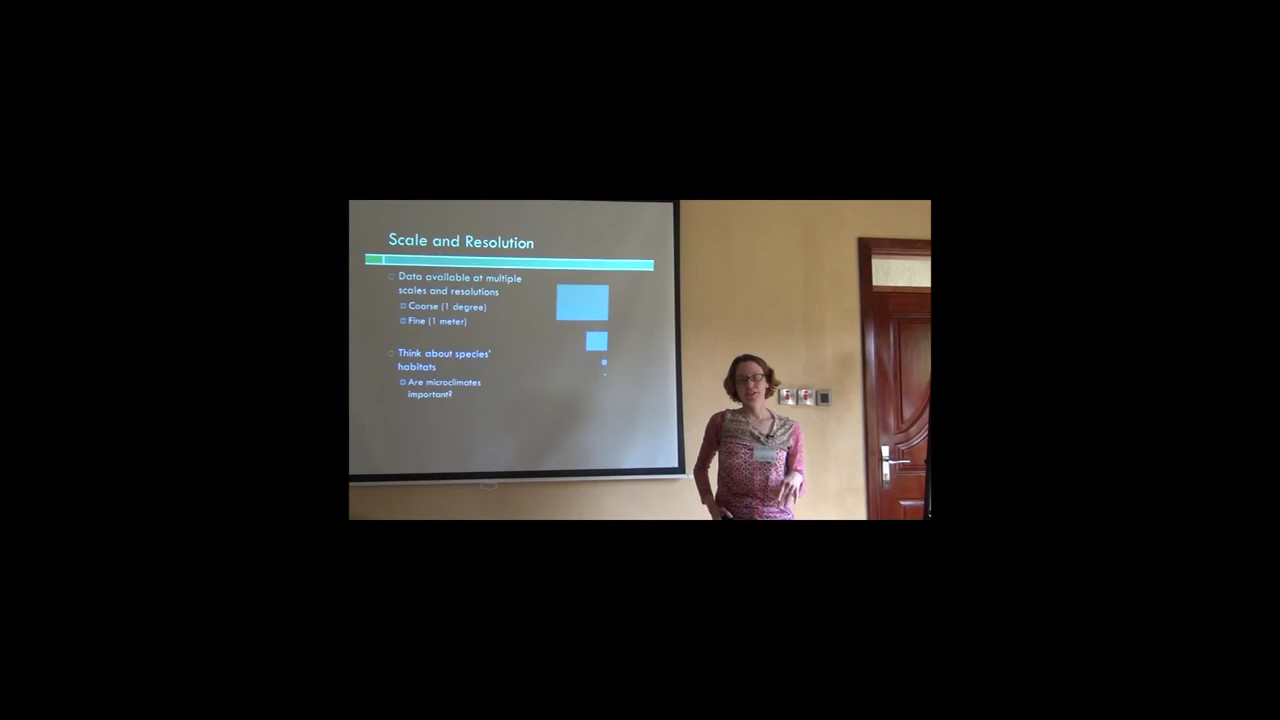 Scale and Resolution
Data available at multiple
scales and resolutions
Coarse (1 degree)
Fine (1 meter)
Think about species'
habitats
Are microclimates
important?